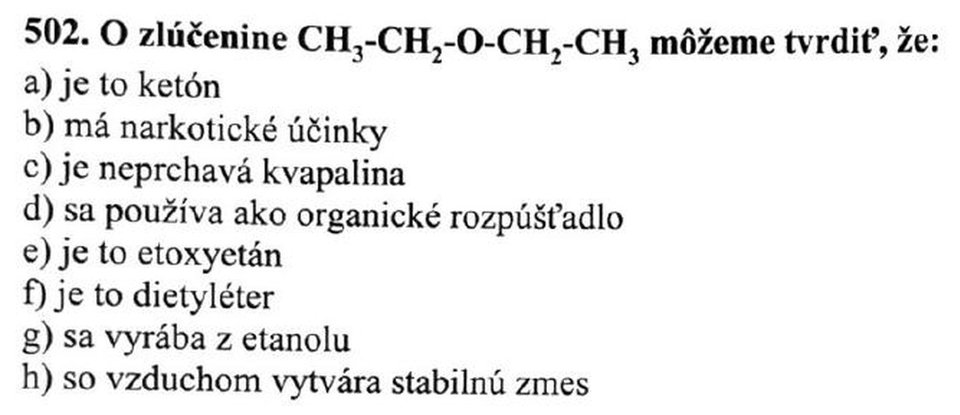 502. O zlúčenine CH₃-CH₂-O-CH₂-CH₃ môžeme tvrdiť, že:
a) je to ketón
b) má narkotické účinky
c) je neprchavá kvapalina
d) sa používa ako organické rozpúšťadlo
e) je to etoxyetán
f) je to dietyléter
g) sa vyrába z etanolu
h) so vzduchom vytvára stabilnú zmes